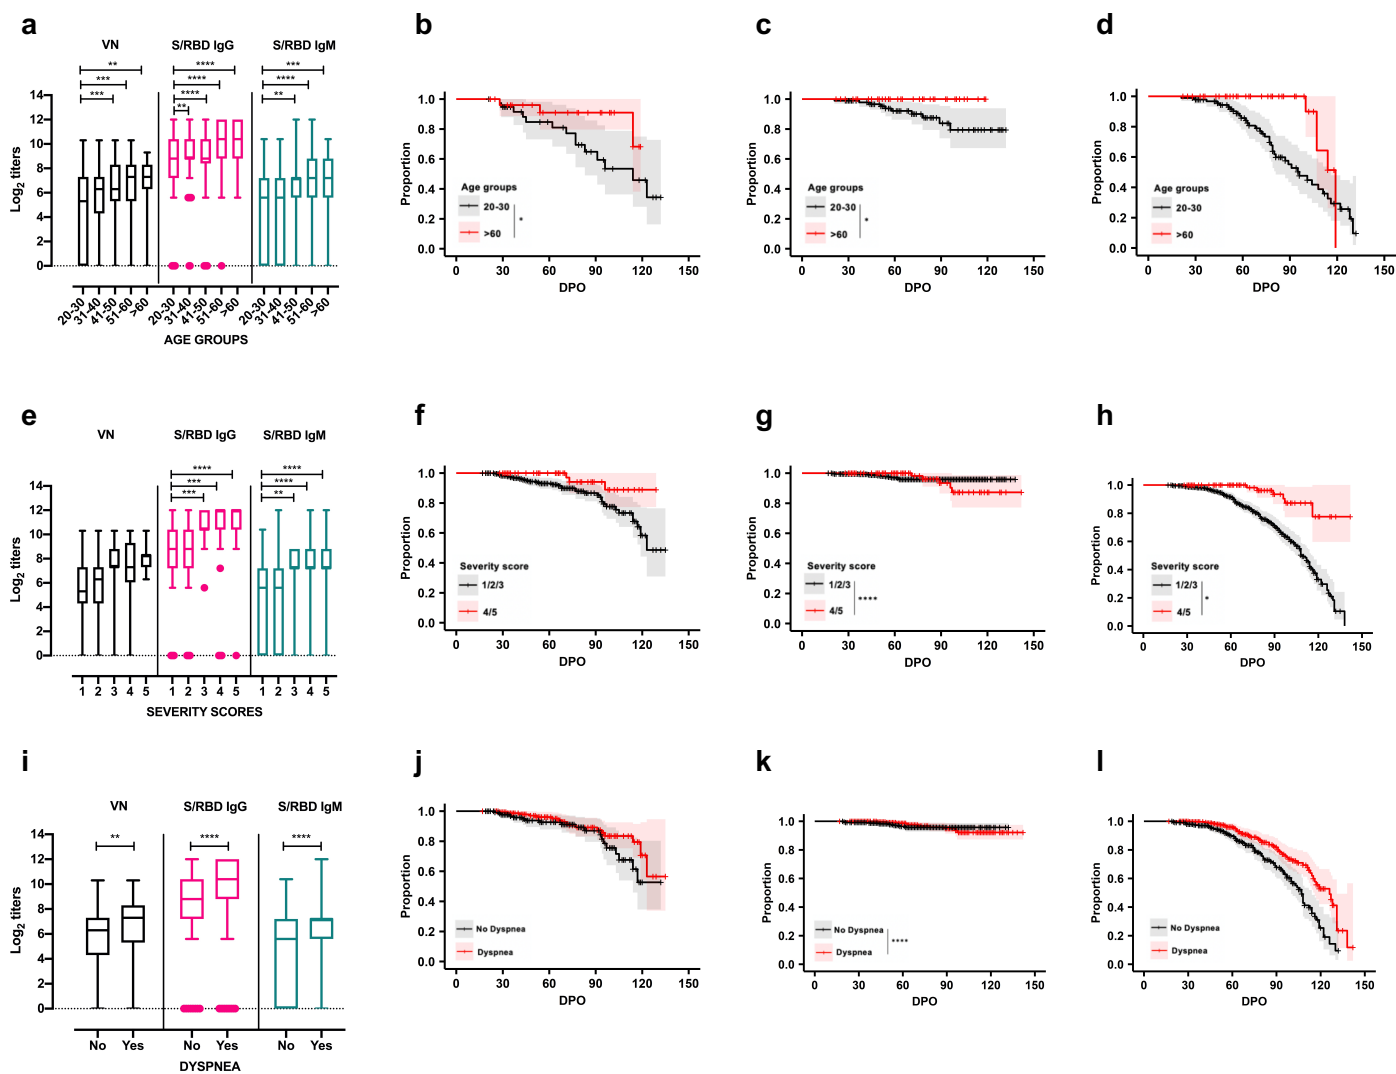 a
VN
S/RBD IgG
S/RBD IgM
**
***
***
****
****
****
**
***
****
**
Log2 titers
14
12
10
8
6
4
2
0
20-30
31-40
41-50
51-60
>60
20-30
31-40
41-50
51-60
>60
20-30
31-40
41-50
51-60
>60
AGE GROUPS
b
Proportion
1.0
0.8
0.6
0.4
0.2
0.0
Age groups
20-30
>60
*
0 30 60 90 120 150
DPO
c
Proportion
1.0
0.8
0.6
0.4
0.2
0.0
Age groups
20-30
>60
*
0 30 60 90 120 150
DPO
d
Proportion
1.0
0.8
0.6
0.4
0.2
0.0
Age groups
20-30
>60
0 30 60 90 120 150
DPO
e
VN
S/RBD IgG
S/RBD IgM
****
***
***
****
****
**
Log2 titers
14
12
10
8
6
4
2
0
1 2 3 4 5 1 2 3 4 5 1 2 3 4 5
SEVERITY SCORES
f
Proportion
1.0
0.8
0.6
0.4
0.2
0.0
Severity score
1/2/3
4/5
0 30 60 90 120 150
DPO
g
Proportion
1.0
0.8
0.6
0.4
0.2
0.0
Severity score
1/2/3
4/5
****
0 30 60 90 120 150
DPO
h
Proportion
1.0
0.8
0.6
0.4
0.2
0.0
Severity score
1/2/3
4/5
*
0 30 60 90 120 150
DPO
i
VN
S/RBD IgG
S/RBD IgM
**
****
****
Log2 titers
14
12
10
8
6
4
2
0
No Yes No Yes No Yes
DYSPNEA
j
Proportion
1.0
0.8
0.6
0.4
0.2
0.0
No Dyspnea
Dyspnea
0 30 60 90 120 150
DPO
k
Proportion
1.0
0.8
0.6
0.4
0.2
0.0
No Dyspnea
Dyspnea
****
0 30 60 90 120 150
DPO
l
Proportion
1.0
0.8
0.6
0.4
0.2
0.0
No Dyspnea
Dyspnea
0 30 60 90 120 150
DPO